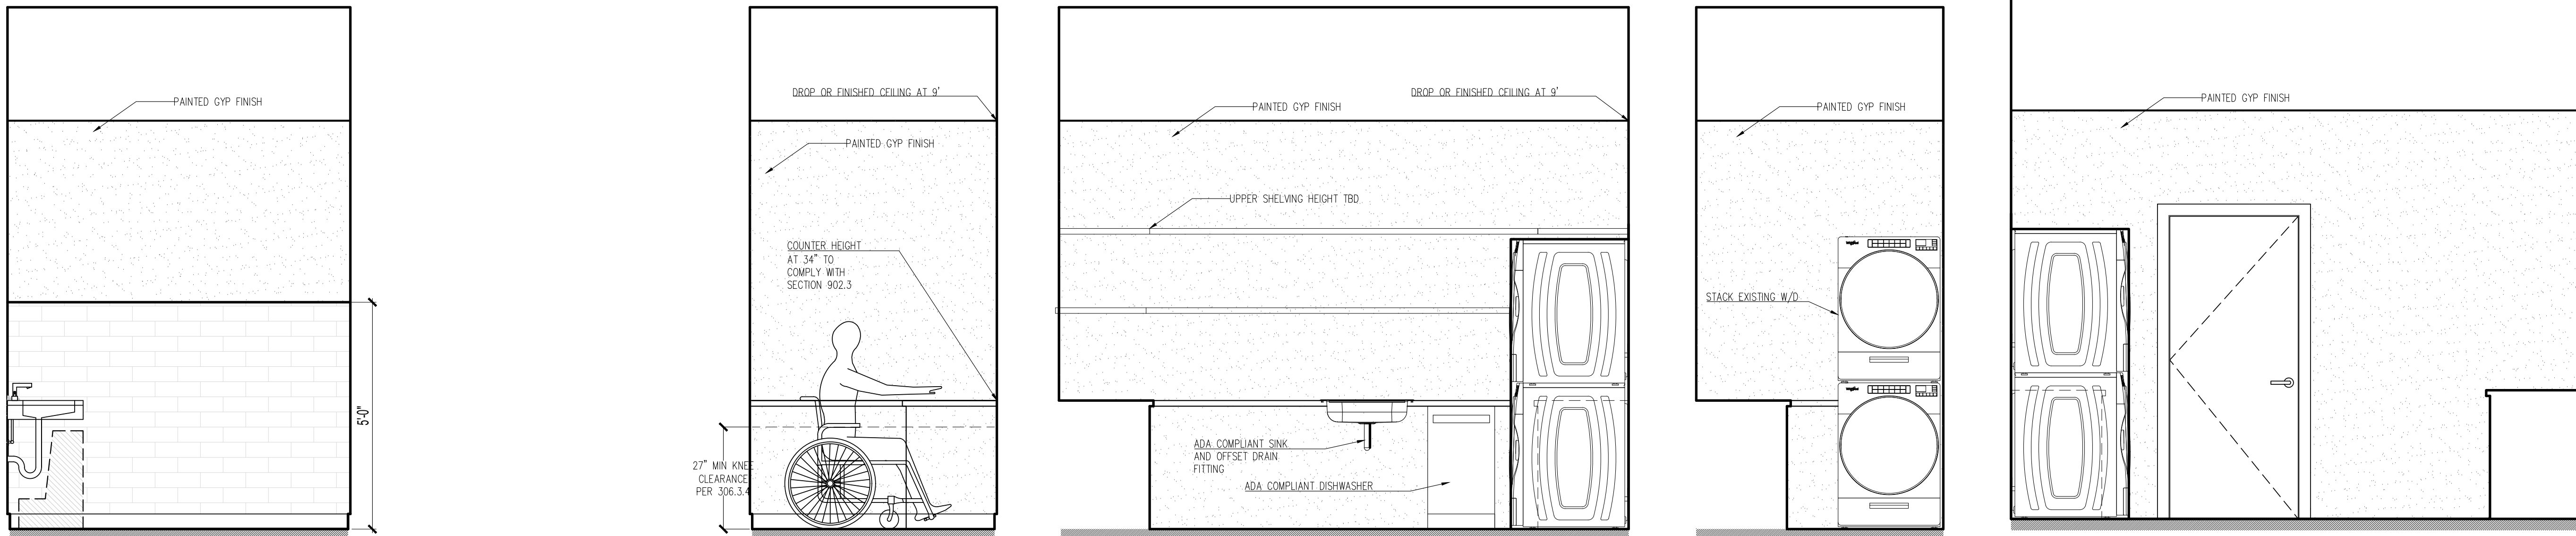 PAINTED GYP FINISH
5'-0"
DROP OR FINISHED CEILING AT 9'
PAINTED GYP FINISH
COUNTER HEIGHT
AT 34" TO
COMPLY WITH
SECTION 902.3
27" MIN KNEE
CLEARANCE
PER 306.3.4
DROP OR FINISHED CEILING AT 9'
PAINTED GYP FINISH
UPPER SHELVING HEIGHT TBD
ADA COMPLIANT SINK
AND OFFSET DRAIN
FITTING
ADA COMPLIANT DISHWASHER
PAINTED GYP FINISH
STACK EXISTING W/D
PAINTED GYP FINISH